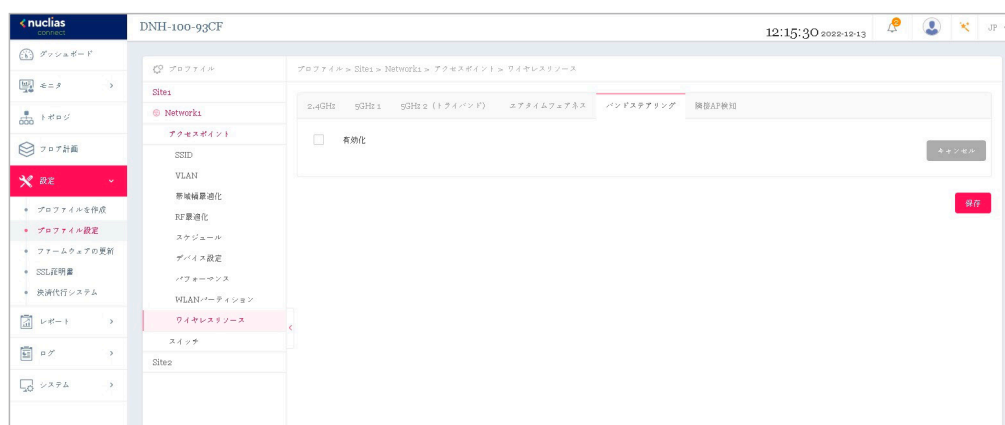 nuclias
connect
DNH-100-93CF
12:15:30 2022-12-13
2
JP
ダッシュボード
モニタ
トポロジ
フロア計画
設定
プロファイルを作成
プロファイル設定
ファームウェアの更新
SSL証明書
決済代行システム
レポート
ログ
システム
プロファイル
Site1
Network1
アクセスポイント
SSID
VLAN
帯域幅最適化
RF最適化
スケジュール
デバイス設定
パフォーマンス
WLANパーティション
ワイヤレスリソース
スイッチ
Site2
プロファイル > Site1 > Network1 > アクセスポイント > ワイヤレスリソース
2.4GHz 5GHz 1 5GHz 2 (トライバンド) エアタイムフェアネス バンドステアリング 隣接AP検知
有効化
キャンセル
保存